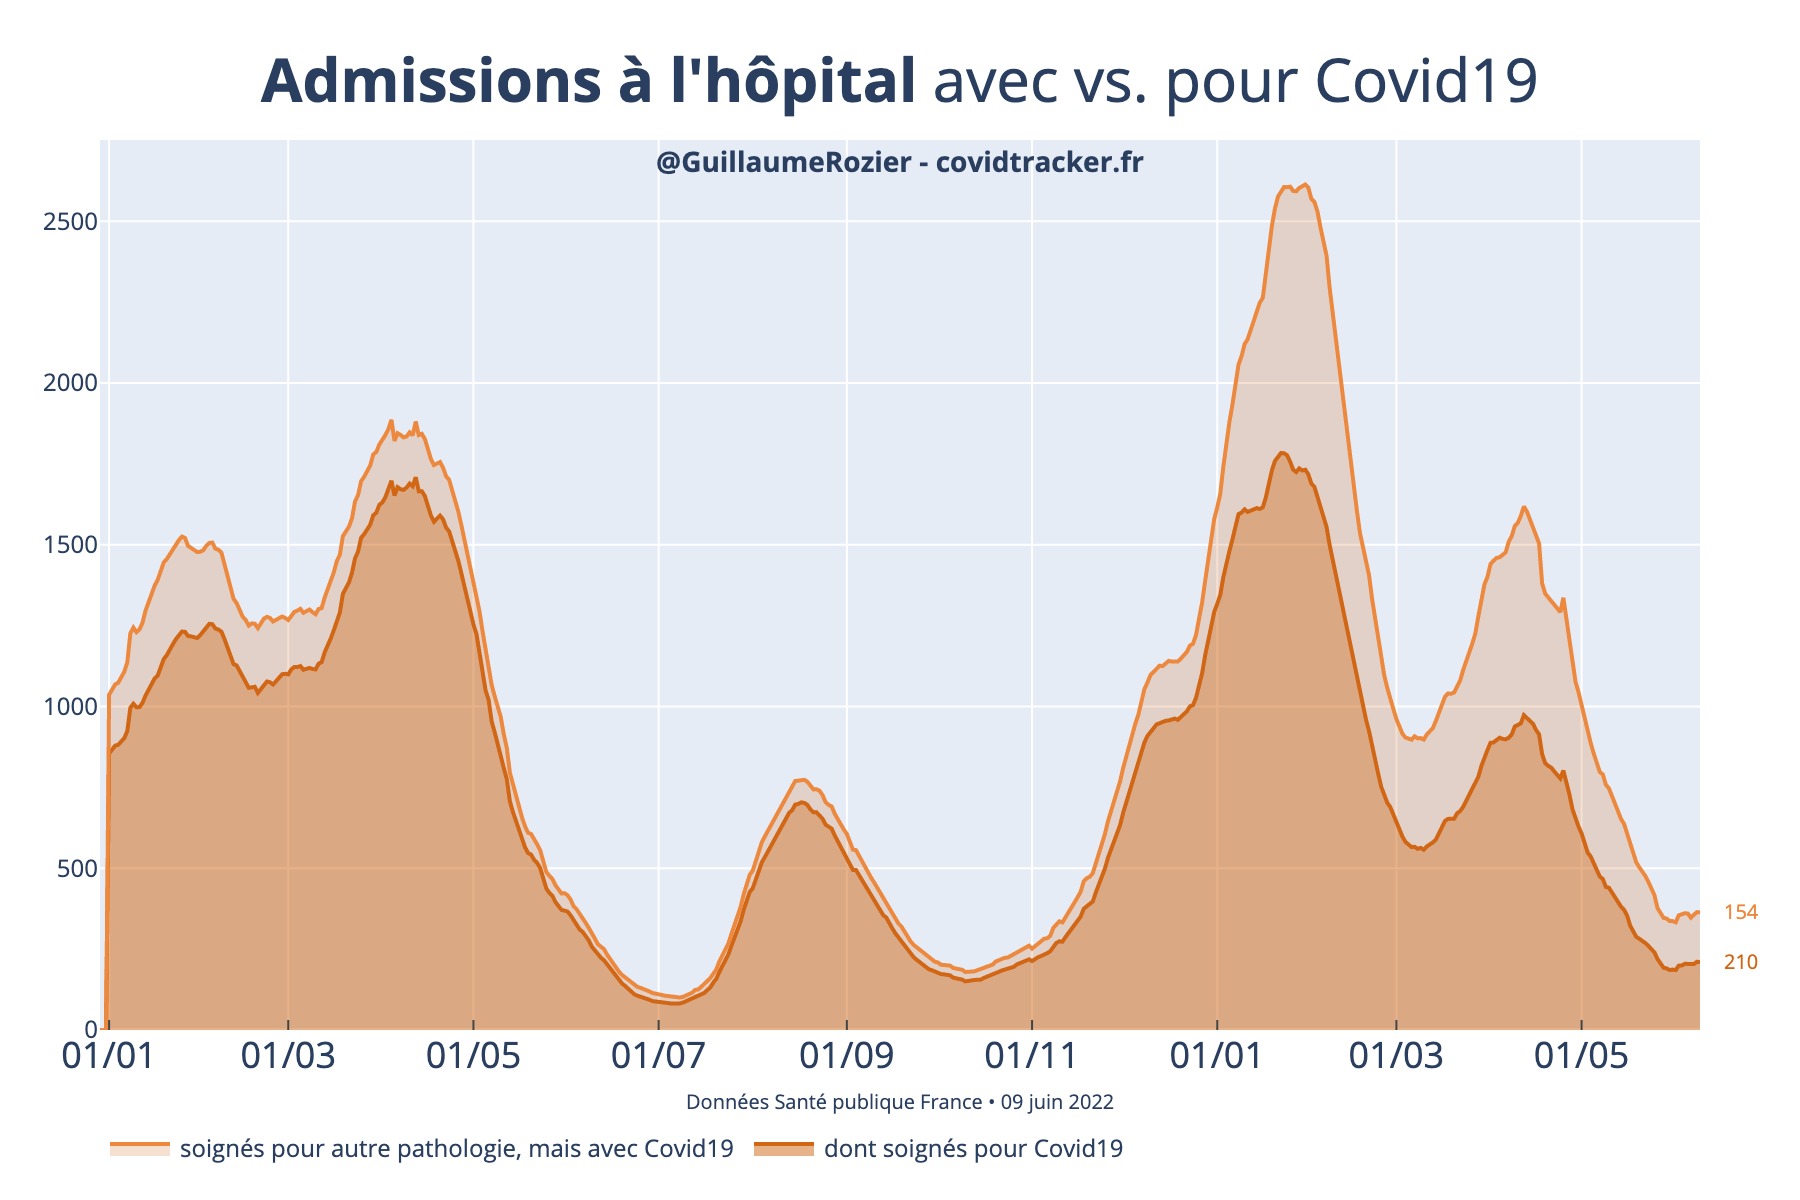 Admissions à l'hôpital avec vs. pour Covid19
@GuillaumeRozier - covidtracker.fr
2500
2000
1500
1000
500
0
154
210
01/01 01/03 01/05 01/07 01/09 01/11 01/01 01/03 01/05
Données Santé publique France • 09 juin 2022
soignés pour autre pathologie, mais avec Covid19 dont soignés pour Covid19